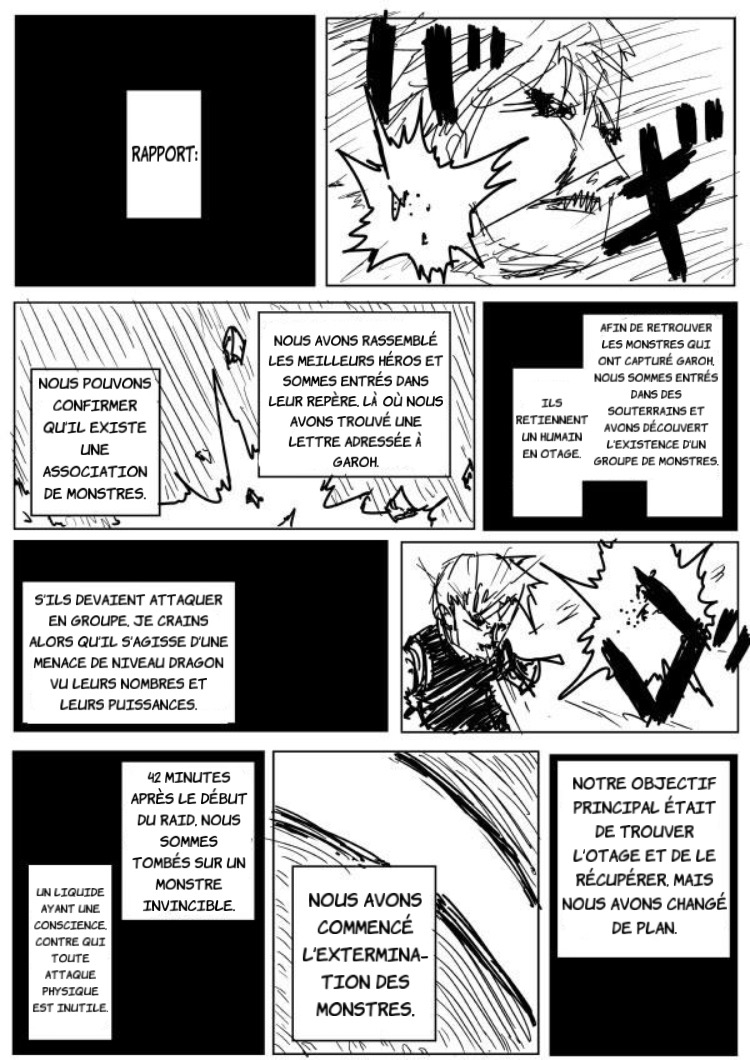 RAPPORT:
AFIN DE RETROUVER
LES MONSTRES QUI
ONT CAPTURÉ GAROH,
NOUS SOMMES ENTRÉS
DANS DES
SOUTERRAINS ET
AVONS DÉCOUVERT
L'EXISTENCE D'UN
GROUPE DE MONSTRES.
ILS
RETIENNENT
UN HUMAIN
EN OTAGE.
NOUS AVONS RASSEMBLÉ
LES MEILLEURS HÉROS ET
SOMMES ENTRÉS DANS
LEUR REPÈRE, LÀ OÙ NOUS
AVONS TROUVÉ UNE
LETTRE ADRESSÉE À
GAROH.
NOUS POUVONS
CONFIRMER
QU'IL EXISTE
UNE
ASSOCIATION
DE MONSTRES.
S'ILS DEVAIENT ATTAQUER
EN GROUPE, JE CRAINS
ALORS QU'IL S'AGISSE D'UNE
MENACE DE NIVEAU DRAGON
VU LEURS NOMBRES ET
LEURS PUISSANCES.
NOTRE OBJECTIF
PRINCIPAL ÉTAIT
DE TROUVER
L'OTAGE ET DE LE
RÉCUPÉRER, MAIS
NOUS AVONS CHANGÉ
DE PLAN.
NOUS AVONS
COMMENCÉ
L'EXTERMINA-
TION DES
MONSTRES.
42 MINUTES
APRÈS LE DÉBUT
DU RAID, NOUS
SOMMES
TOMBÉS SUR UN
MONSTRE
INVINCIBLE.
UN LIQUIDE
AYANT UNE
CONSCIENCE,
CONTRE QUI
TOUTE
ATTAQUE
PHYSIQUE
EST INUTILE.